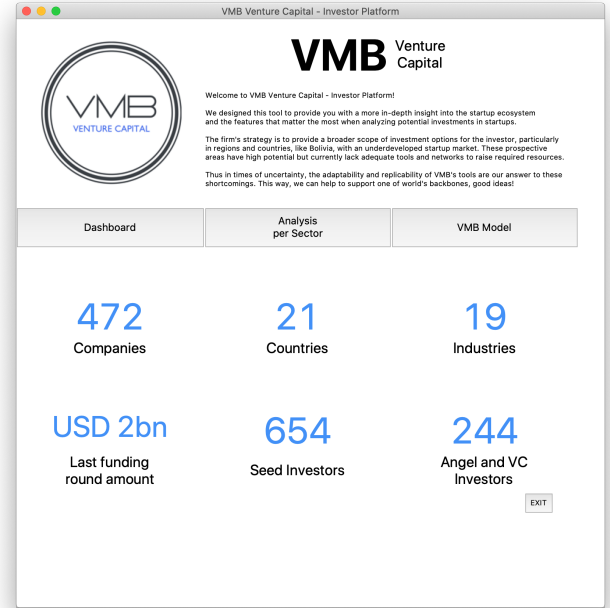 VMB Venture Capital - Investor Platform
VMB
VENTURE CAPITAL
VMB Venture
Capital
Welcome to VMB Venture Capital - Investor Platform!
We designed this tool to provide you with a more in-depth insight into the startup ecosystem
and the features that matter the most when analyzing potential investments in startups.
The firm's strategy is to provide a broader scope of investment options for the investor, particularly
in regions and countries, like Bolivia, with an underdeveloped startup market. These prospective
areas have high potential but currently lack adequate tools and networks to raise required resources.
Thus in times of uncertainty, the adaptability and replicability of VMB's tools are our answer to these
shortcomings. This way, we can help to support one of world's backbones, good ideas!
Dashboard
Analysis
per Sector
VMB Model
472
Companies
21
Countries
19
Industries
USD 2bn
Last funding
round amount
654
Seed Investors
244
Angel and VC
Investors
EXIT